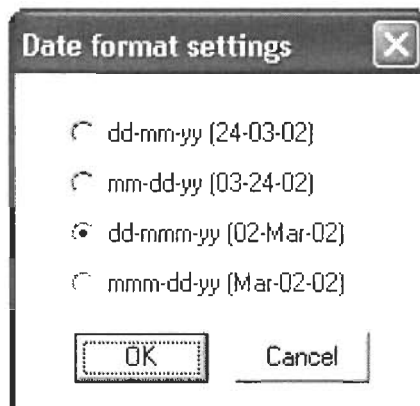 Date format settings
dd-mm-yy (24-03-02)
mm-dd-yy (03-24-02)
dd-mmm-yy (02-Mar-02)
mmm-dd-yy (Mar-02-02)
OK Cancel